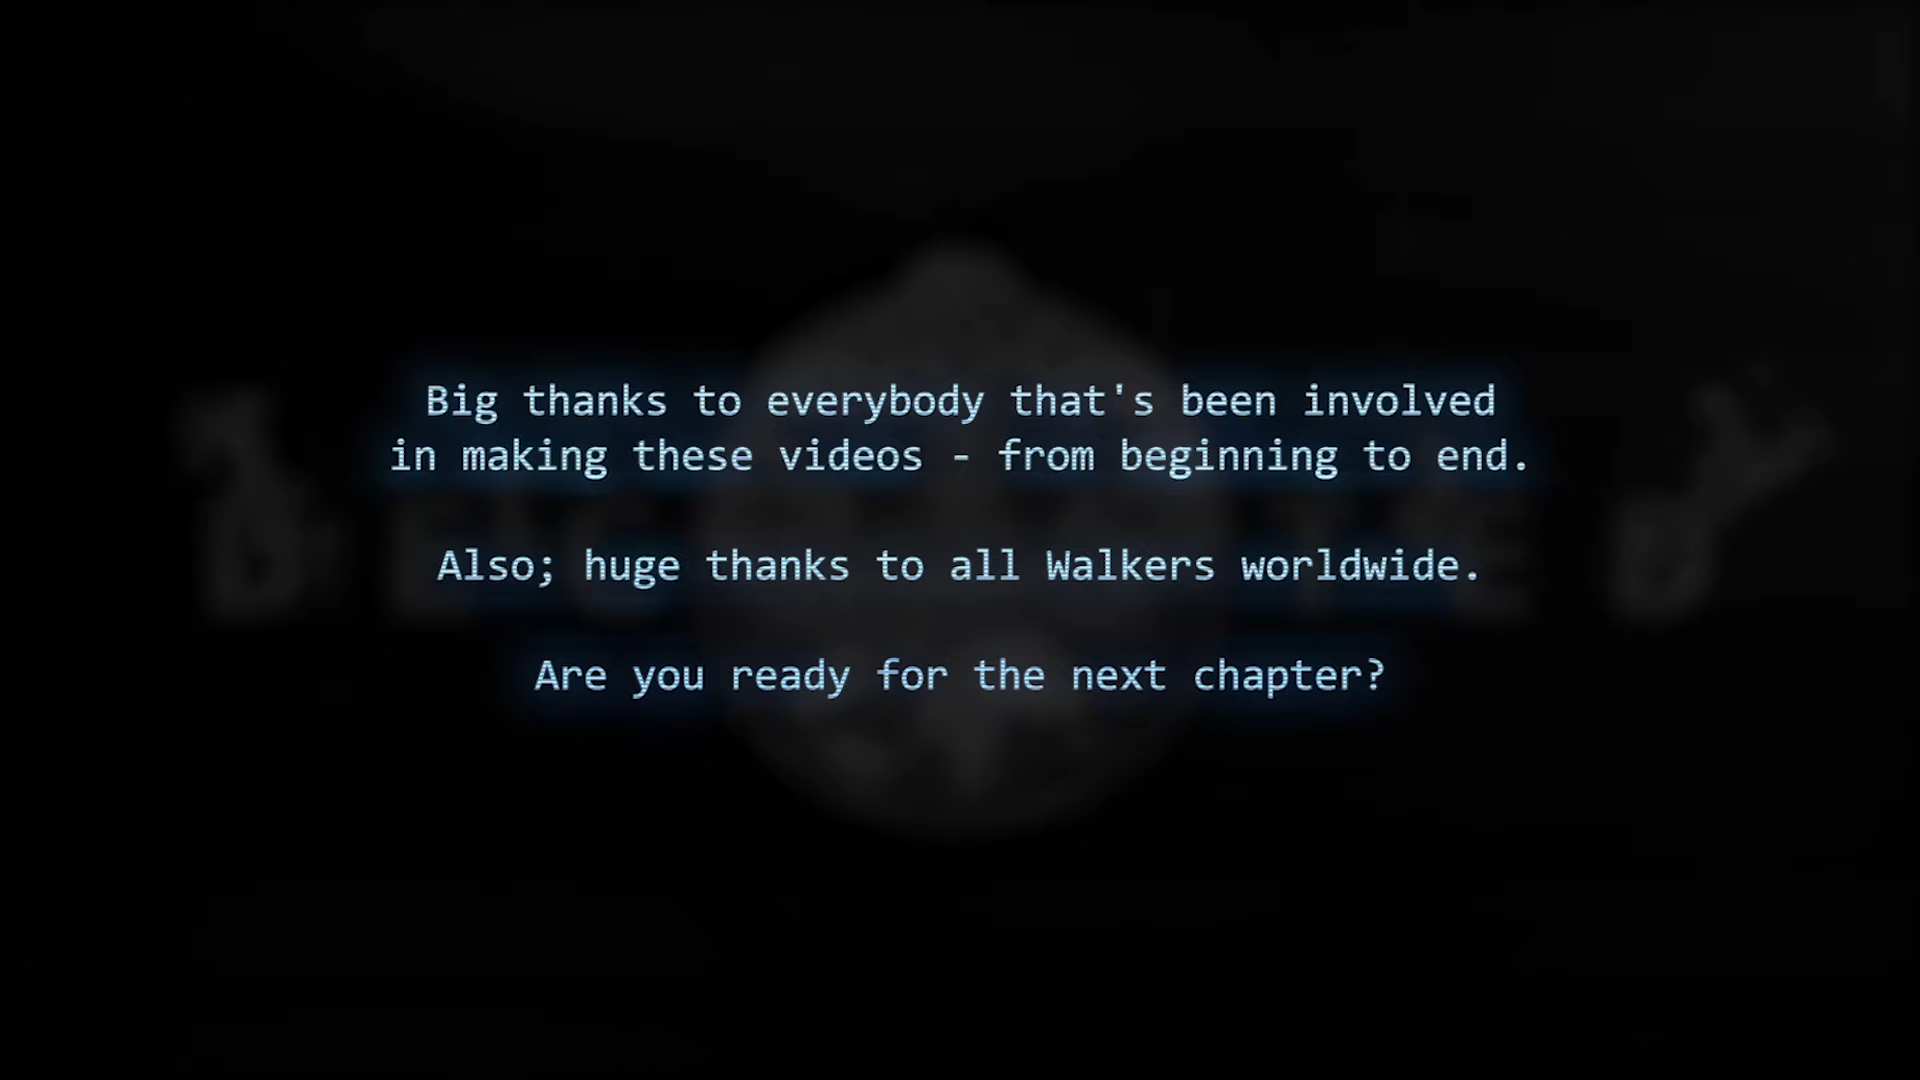 Big thanks to everybody that's been involved
in making these videos - from beginning to end.
Also; huge thanks to all Walkers worldwide.
Are you ready for the next chapter?